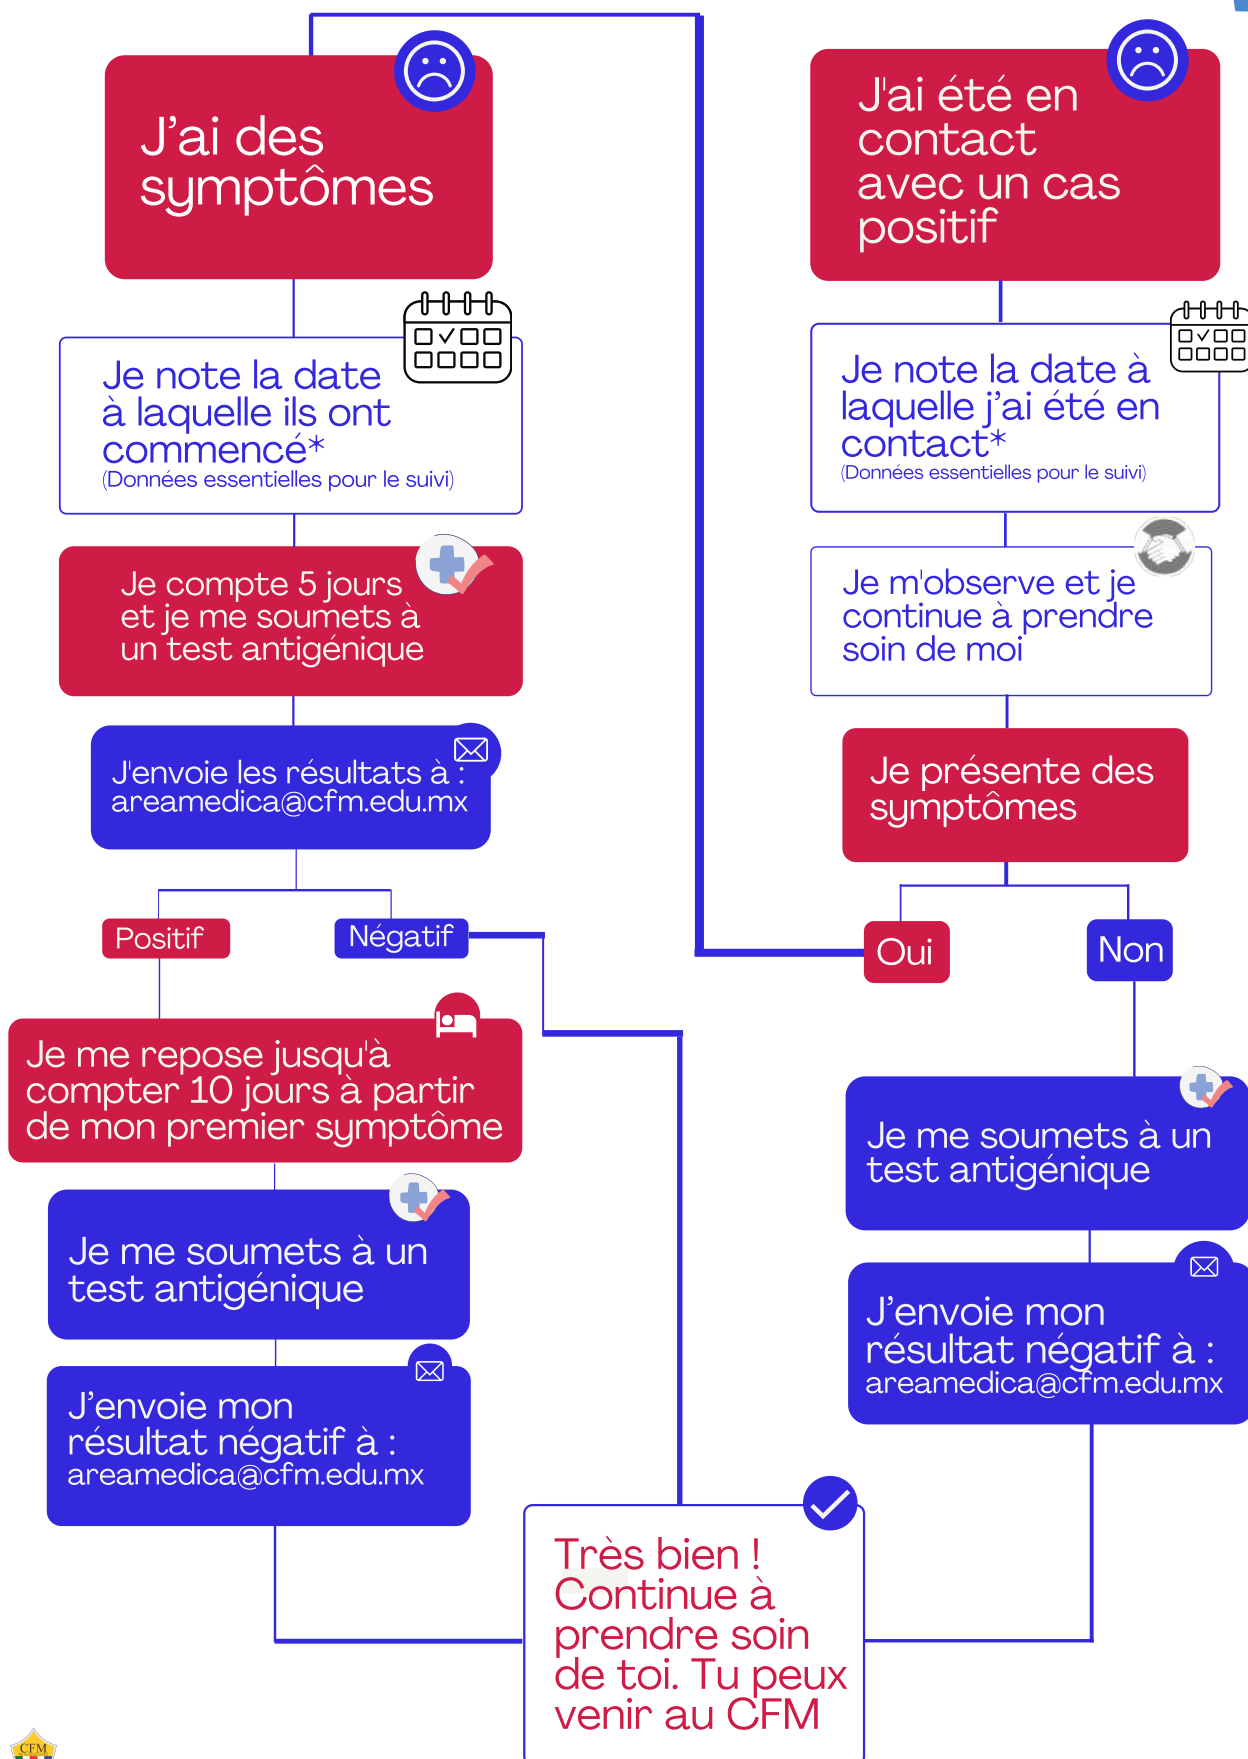 J’ai des
symptômes
Je note la date
à laquelle ils ont
commencé*
(Données essentielles pour le suivi)
Je compte 5 jours
et je me soumets à
un test antigénique
J'envoie les résultats à :
areamedica@cfm.edu.mx
Positif
Négatif
Je me repose jusqu'à
compter 10 jours à partir
de mon premier symptôme
Je me soumets à un
test antigénique
J’envoie mon
résultat négatif à :
areamedica@cfm.edu.mx
J'ai été en
contact
avec un cas
positif
Je note la date à
laquelle j’ai été en
contact*
(Données essentielles pour le suivi)
Je m'observe et je
continue à prendre
soin de moi
Je présente des
symptômes
Oui
Non
Je me soumets à un
test antigénique
J’envoie mon
résultat négatif à :
areamedica@cfm.edu.mx
Très bien !
Continue à
prendre soin
de toi. Tu peux
venir au CFM
CFM